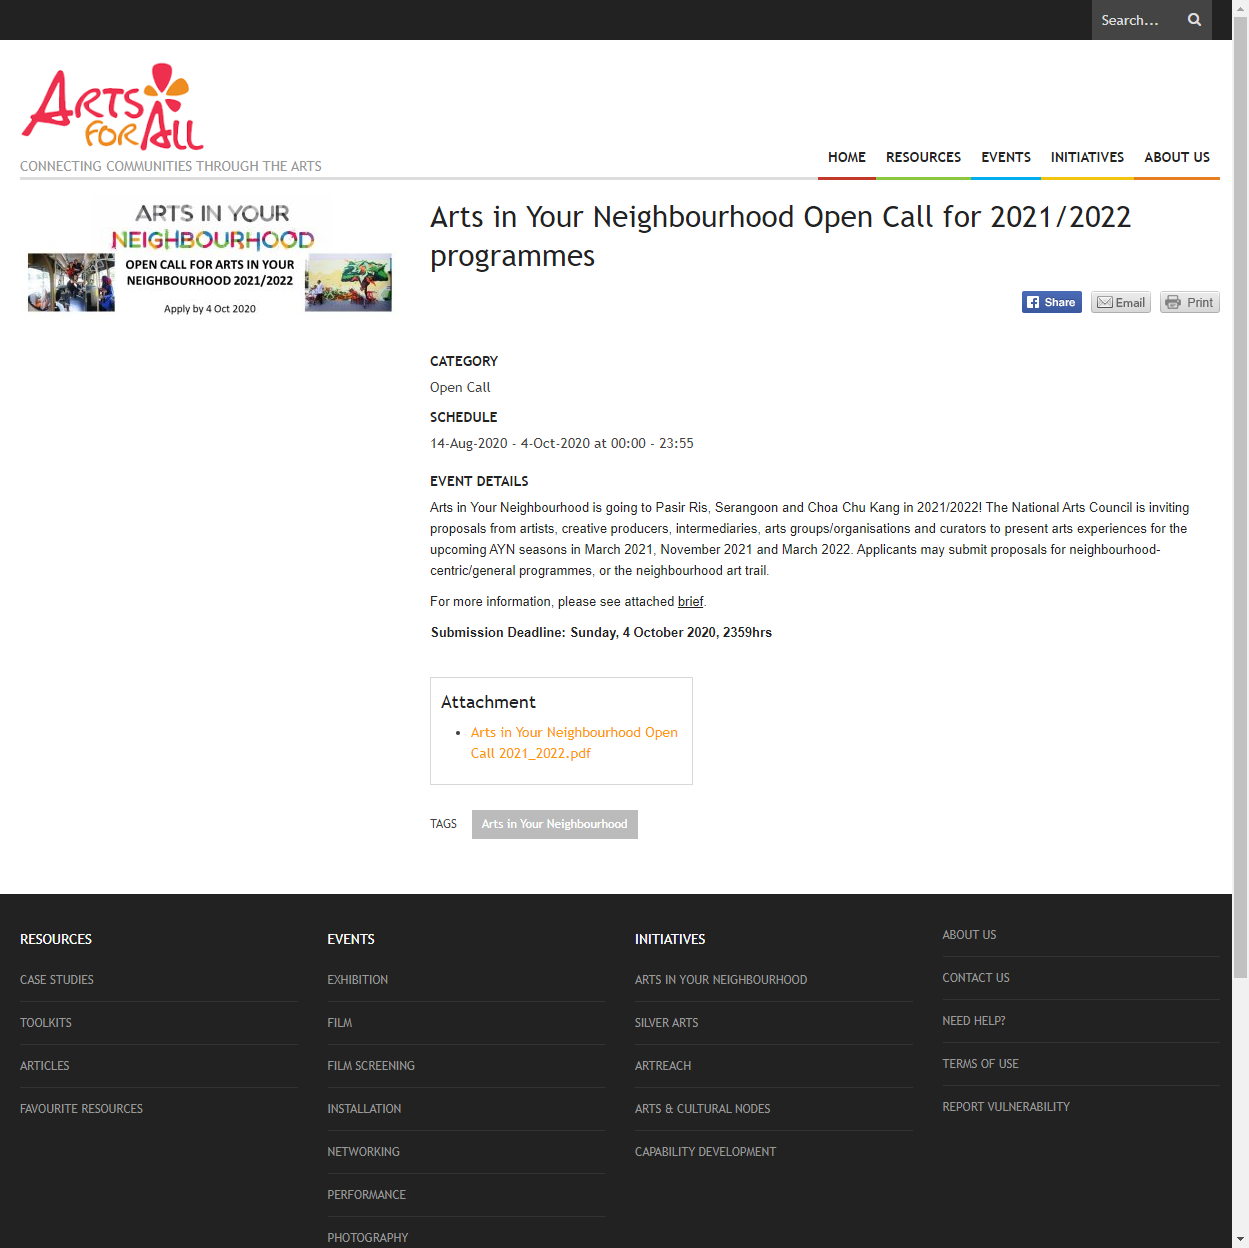 Search...
ARTS
FOR ALL
CONNECTING COMMUNITIES THROUGH THE ARTS
HOME RESOURCES EVENTS INITIATIVES ABOUT US
ARTS IN YOUR
NEIGHBOURHOOD
OPEN CALL FOR ARTS IN YOUR
NEIGHBOURHOOD 2021/2022
Apply by 4 Oct 2020
Arts in Your Neighbourhood Open Call for 2021/2022
programmes
Share Email Print
CATEGORY
Open Call
SCHEDULE
14-Aug-2020 - 4-Oct-2020 at 00:00 - 23:55
EVENT DETAILS
Arts in Your Neighbourhood is going to Pasir Ris, Serangoon and Choa Chu Kang in 2021/2022! The National Arts Council is inviting
proposals from artists, creative producers, intermediaries, arts groups/organisations and curators to present arts experiences for the
upcoming AYN seasons in March 2021, November 2021 and March 2022. Applicants may submit proposals for neighbourhood-
centric/general programmes, or the neighbourhood art trail.
For more information, please see attached brief.
Submission Deadline: Sunday, 4 October 2020, 2359hrs
Attachment
• Arts in Your Neighbourhood Open
Call 2021_2022.pdf
TAGS Arts in Your Neighbourhood
RESOURCES
CASE STUDIES
TOOLKITS
ARTICLES
FAVOURITE RESOURCES
EVENTS
EXHIBITION
FILM
FILM SCREENING
INSTALLATION
NETWORKING
PERFORMANCE
PHOTOGRAPHY
INITIATIVES
ARTS IN YOUR NEIGHBOURHOOD
SILVER ARTS
ARTREACH
ARTS & CULTURAL NODES
CAPABILITY DEVELOPMENT
ABOUT US
CONTACT US
NEED HELP?
TERMS OF USE
REPORT VULNERABILITY